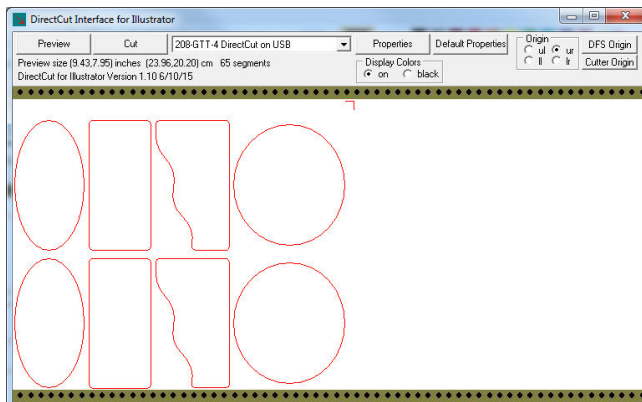 DirectCut Interface for Illustrator
Preview Cut 208-GTT-4 DirectCut on USB Properties Default Properties Origin ul ur ll lr DFS Origin
Preview size (9.43,7.95) inches (23.96,20.20) cm 65 segments Display Colors Cutter Origin
DirectCut for Illustrator Version 1.10 6/10/15 on black